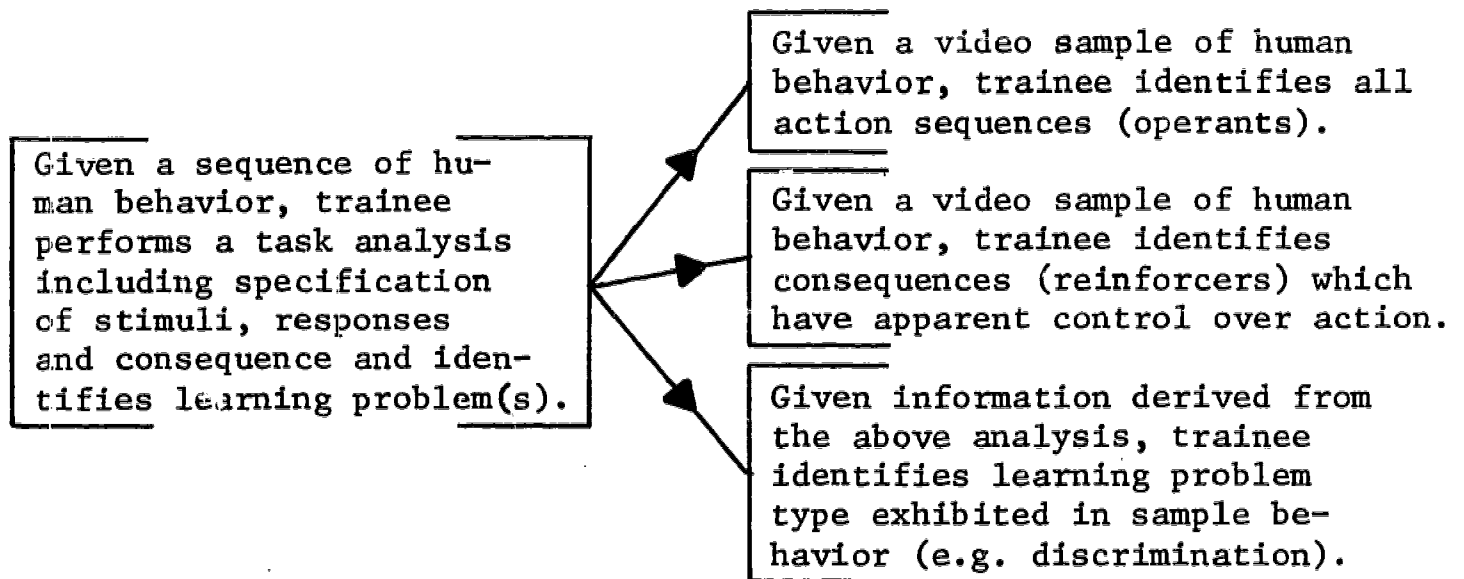 Given a sequence of hu-
man behavior, trainee
performs a task analysis
including specification
of stimuli, responses
and consequence and iden-
tifies learning problem(s).
Given a video sample of human
behavior, trainee identifies all
action sequences (operants).
Given a video sample of human
behavior, trainee identifies
consequences (reinforcers) which
have apparent control over action.
Given information derived from
the above analysis, trainee
identifies learning problem
type exhibited in sample be-
havior (e.g. discrimination).